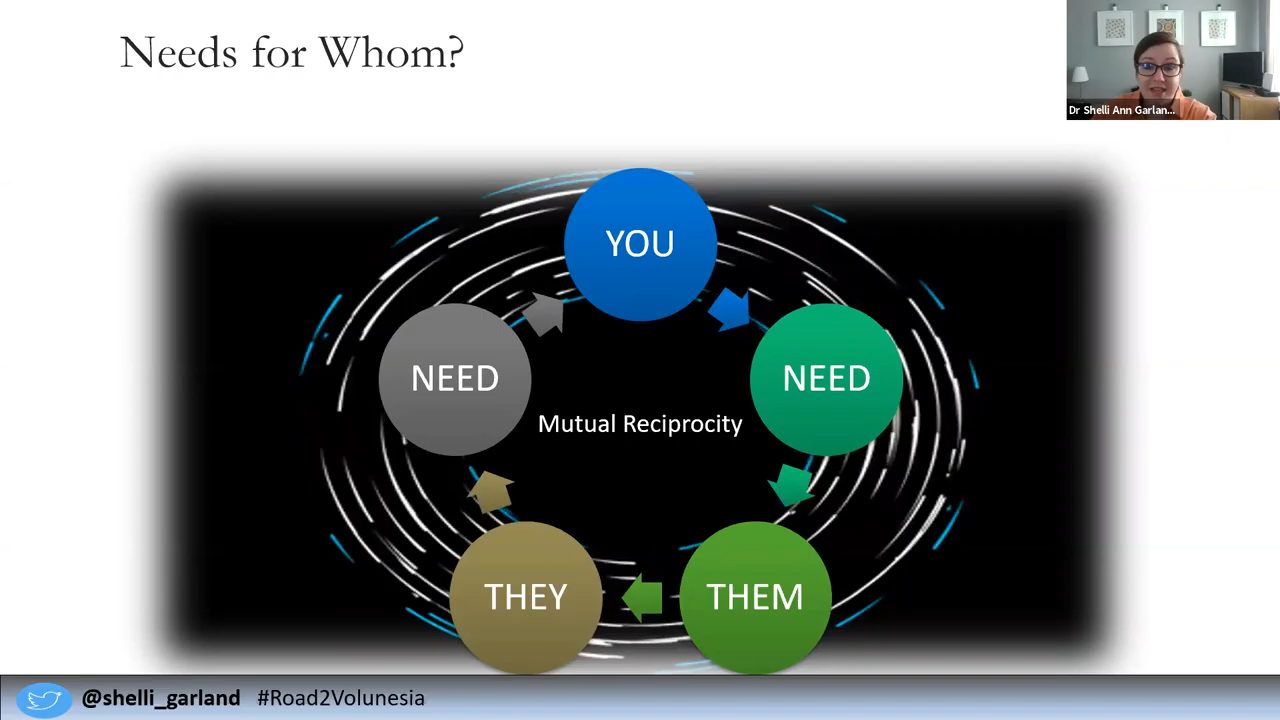 Needs for Whom?
Dr Shelli Ann Garlan...
YOU
NEED
NEED
Mutual Reciprocity
THEY
THEM
@shelli_garland #Road2Volunesia